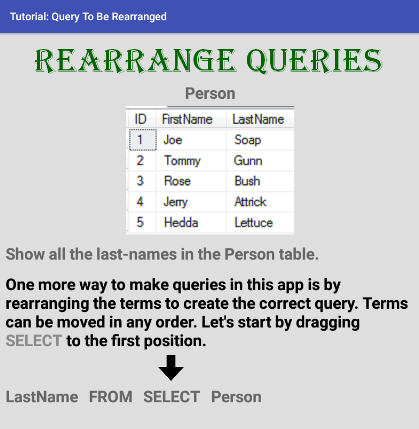 Tutorial: Query To Be Rearranged
REARRANGE QUERIES
Person
ID FirstName LastName
1 Joe Soap
2 Tommy Gunn
3 Rose Bush
4 Jerry Attrick
5 Hedda Lettuce
Show all the last-names in the Person table.
One more way to make queries in this app is by
rearranging the terms to create the correct query. Terms
can be moved in any order. Let's start by dragging
SELECT to the first position.
LastName FROM SELECT Person